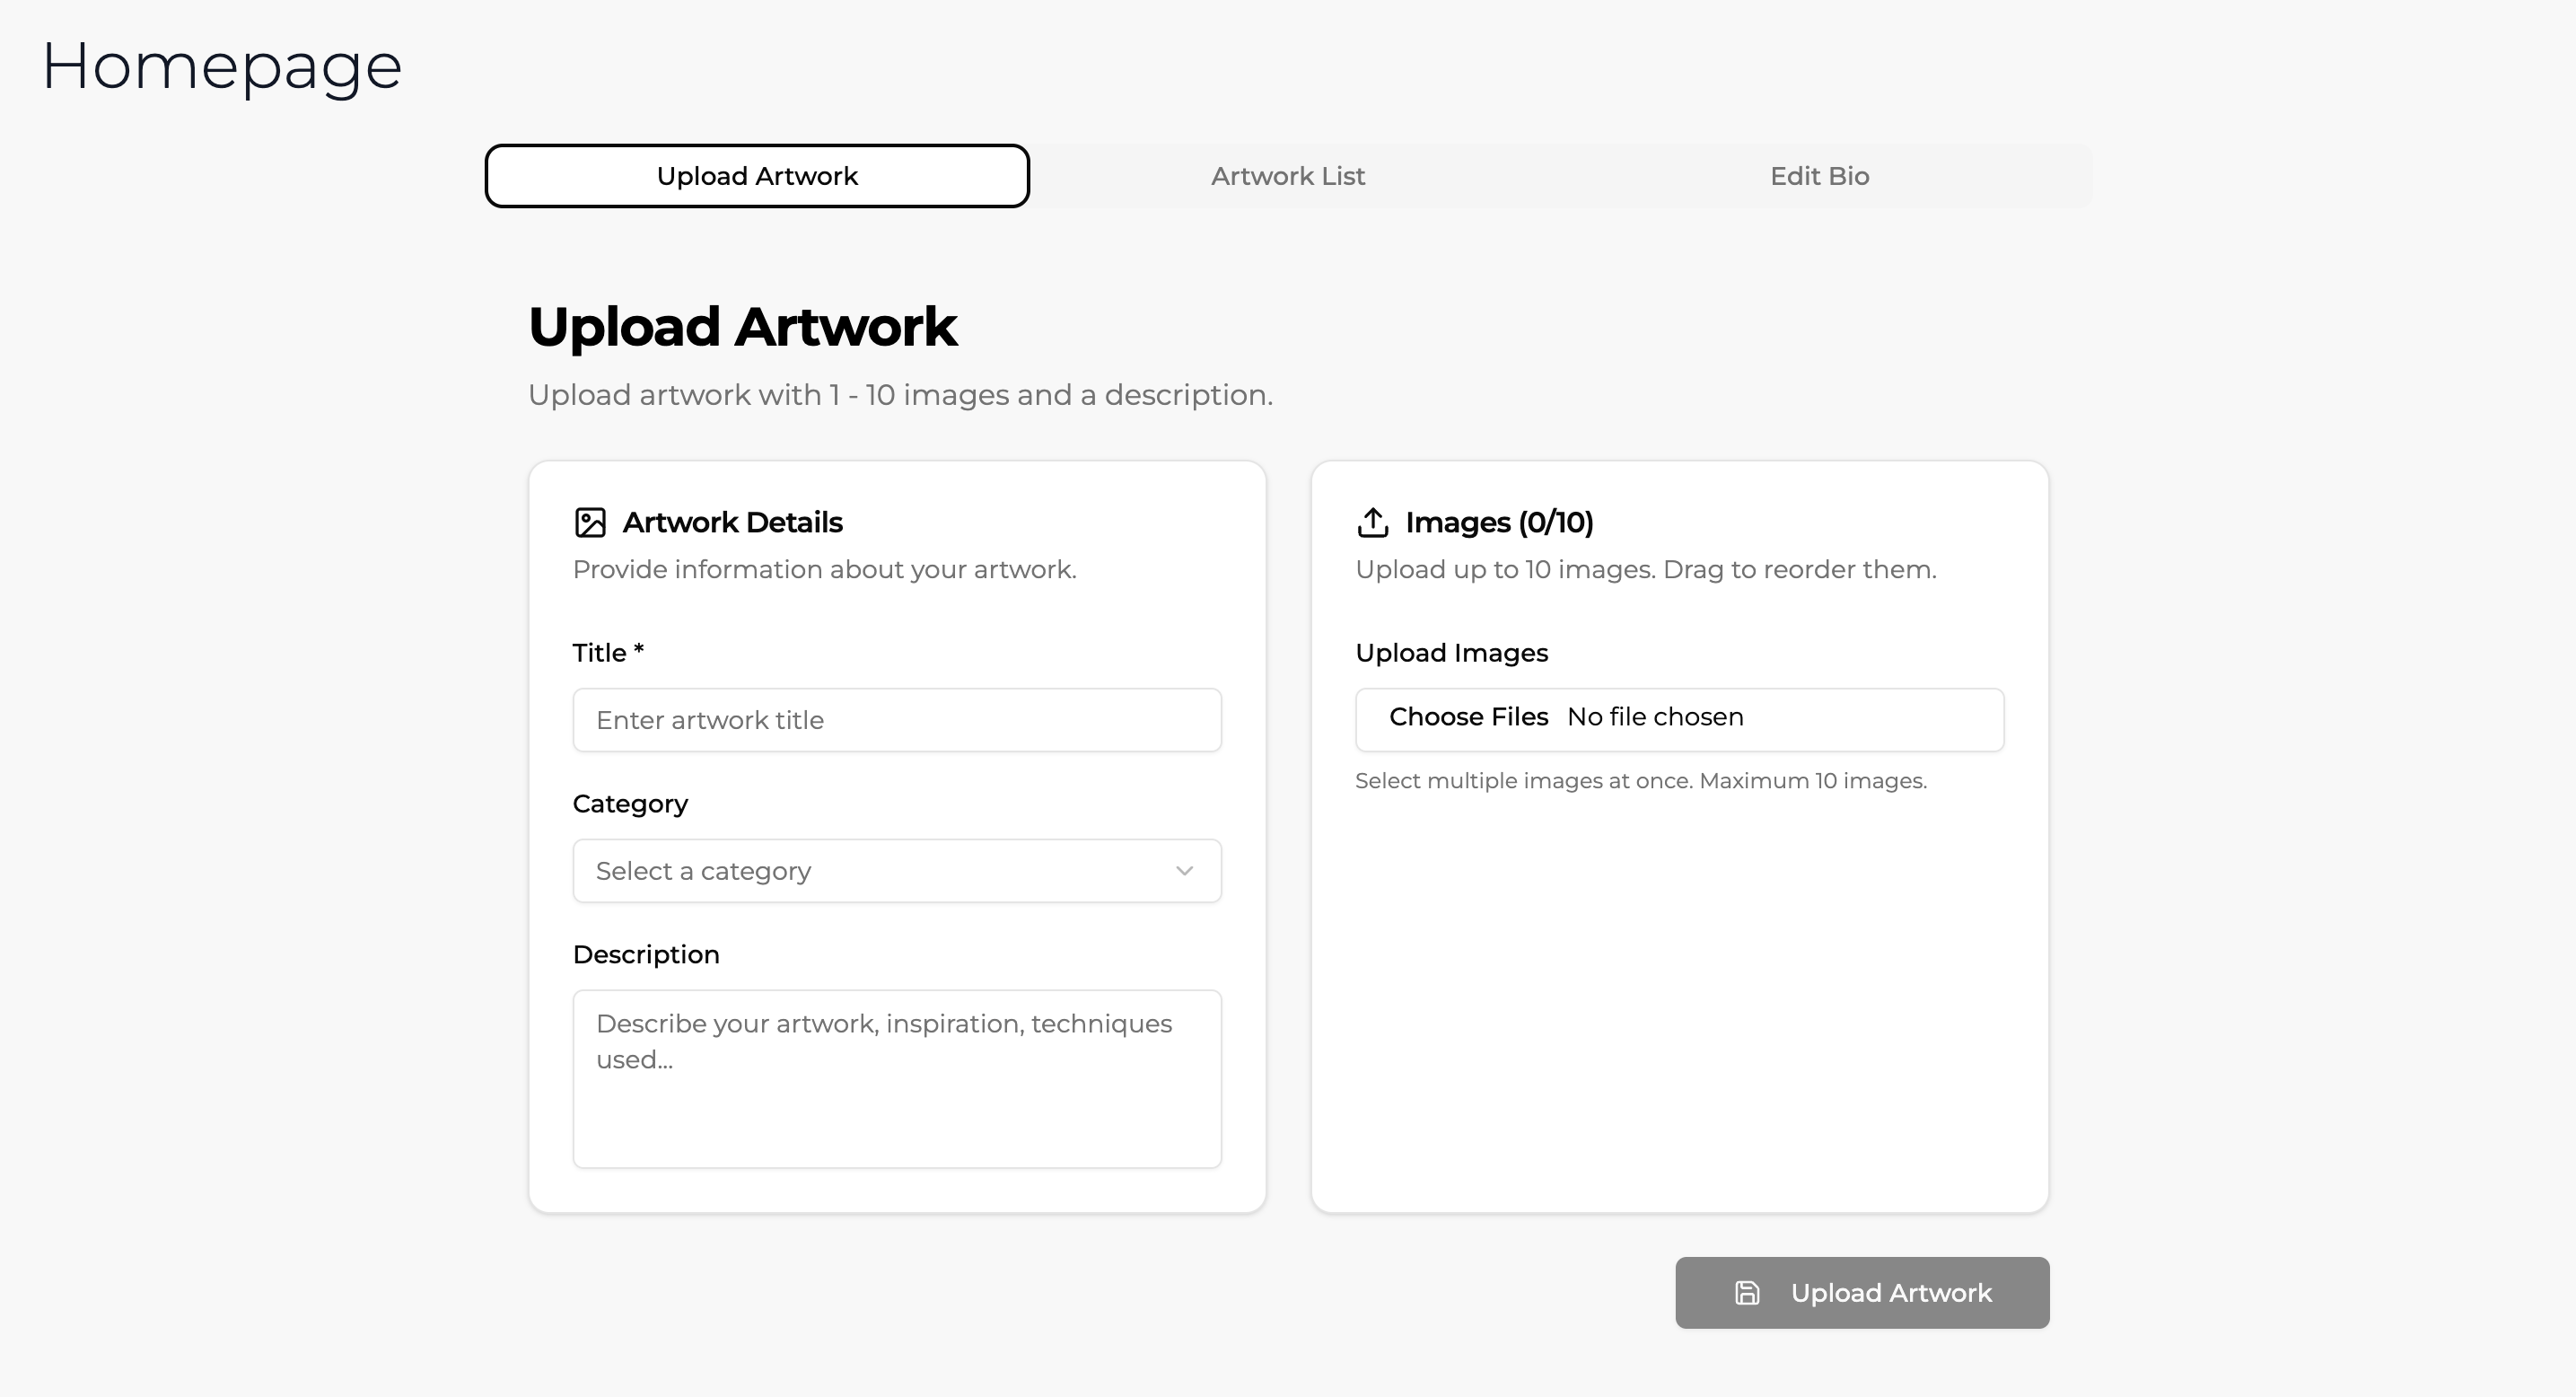 Homepage
Upload Artwork
Artwork List
Edit Bio
Upload Artwork
Upload artwork with 1 - 10 images and a description.
Artwork Details
Provide information about your artwork.
Title *
Enter artwork title
Category
Select a category
Description
Describe your artwork, inspiration, techniques
used...
Images (0/10)
Upload up to 10 images. Drag to reorder them.
Upload Images
Choose Files No file chosen
Select multiple images at once. Maximum 10 images.
Upload Artwork